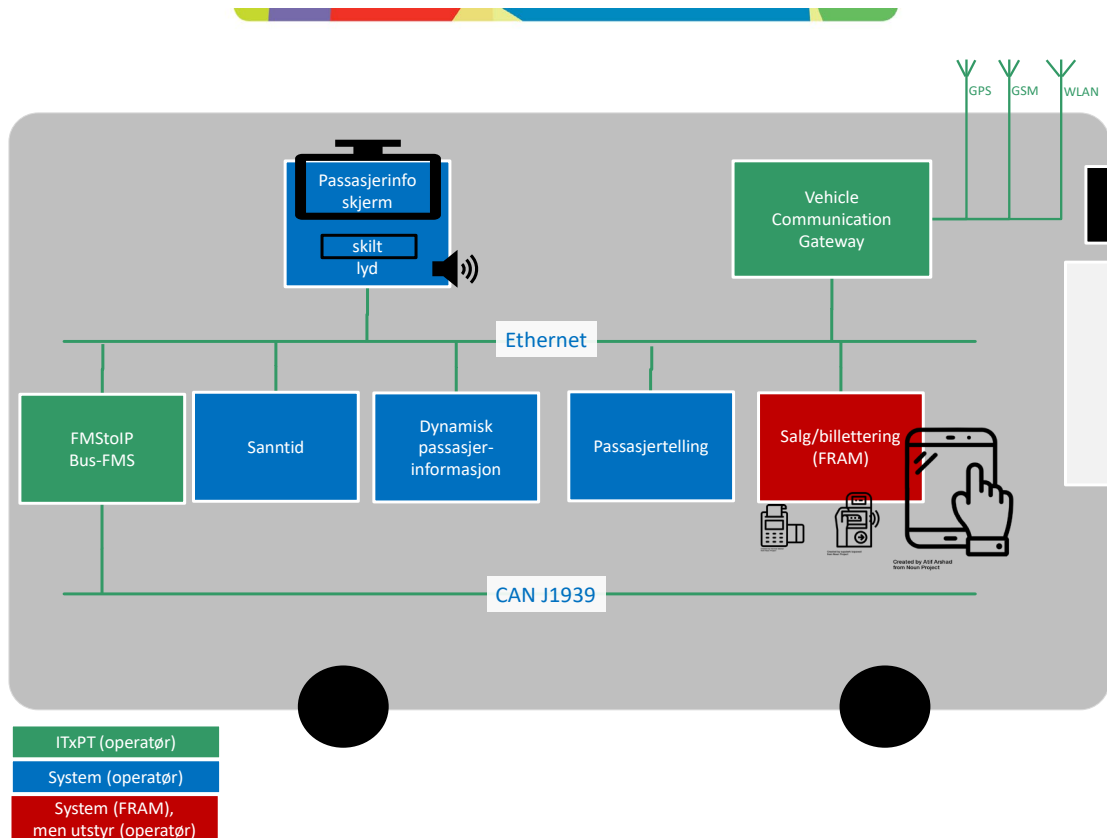 GPS
GSM
WLAN
Passasjerinfo
skjerm
skilt
lyd
Vehicle
Communication
Gateway
Ethernet
FMStoIP
Bus-FMS
Sanntid
Dynamisk
passasjer-
informasjon
Passasjertelling
Salg/billettering
(FRAM)
Created by Atif Arshad
from Noun Project
CAN J1939
ITxPT (operatør)
System (operatør)
System (FRAM),
men utstyr (operatør)